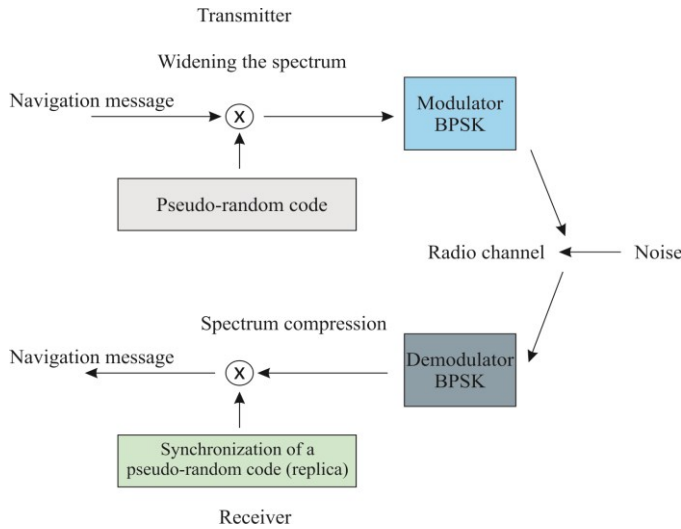 Transmitter
Widening the spectrum
Navigation message
X
Modulator
BPSK
Pseudo-random code
Radio channel
Noise
Spectrum compression
Navigation message
X
Demodulator
BPSK
Synchronization of a
pseudo-random code (replica)
Receiver